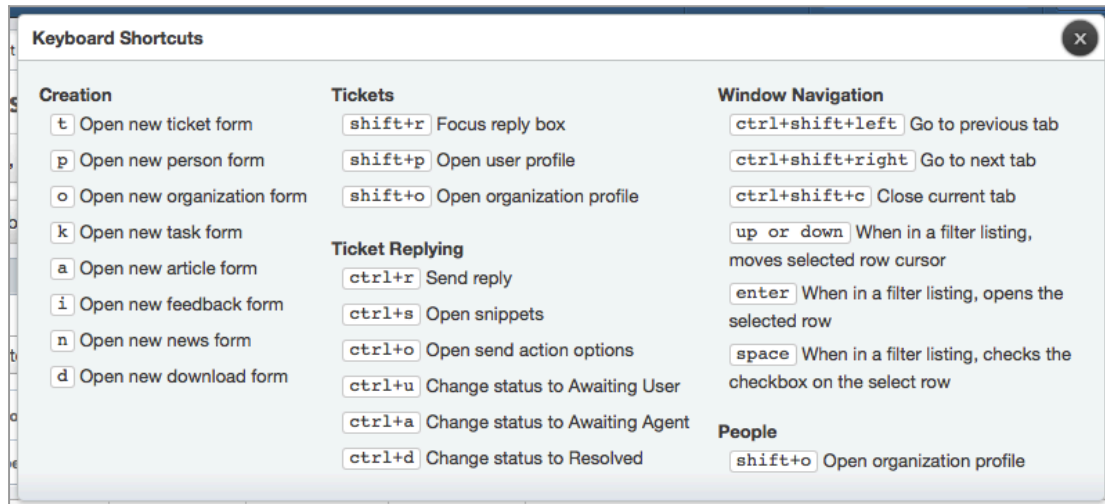 Keyboard Shortcuts
x
Creation
t Open new ticket form
p Open new person form
o Open new organization form
k Open new task form
a Open new article form
i Open new feedback form
n Open new news form
d Open new download form
Tickets
shift+r Focus reply box
shift+p Open user profile
shift+o Open organization profile
Ticket Replying
ctrl+r Send reply
ctrl+s Open snippets
ctrl+o Open send action options
ctrl+u Change status to Awaiting User
ctrl+a Change status to Awaiting Agent
ctrl+d Change status to Resolved
Window Navigation
ctrl+shift+left Go to previous tab
ctrl+shift+right Go to next tab
ctrl+shift+c Close current tab
up or down When in a filter listing,
moves selected row cursor
enter When in a filter listing, opens the
selected row
space When in a filter listing, checks the
checkbox on the select row
People
shift+o Open organization profile